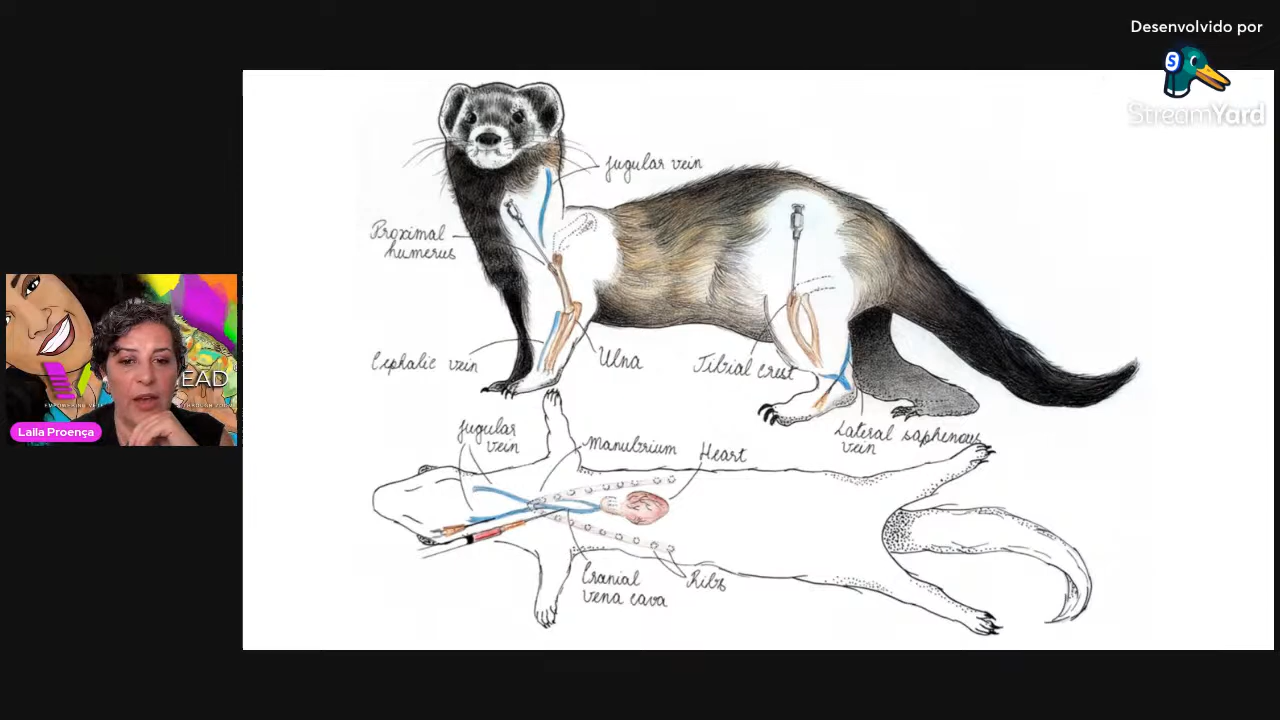 Desenvolvido por
S
StreamYard
Jugular vein
Proximal
humerus
Cephalic vein
Ulna
Tibial crest
Lateral saphenous
vein
Jugular
vein
Manubrium
Heart
Cranial
vena cava
Ribs
EAD
Laila Proença